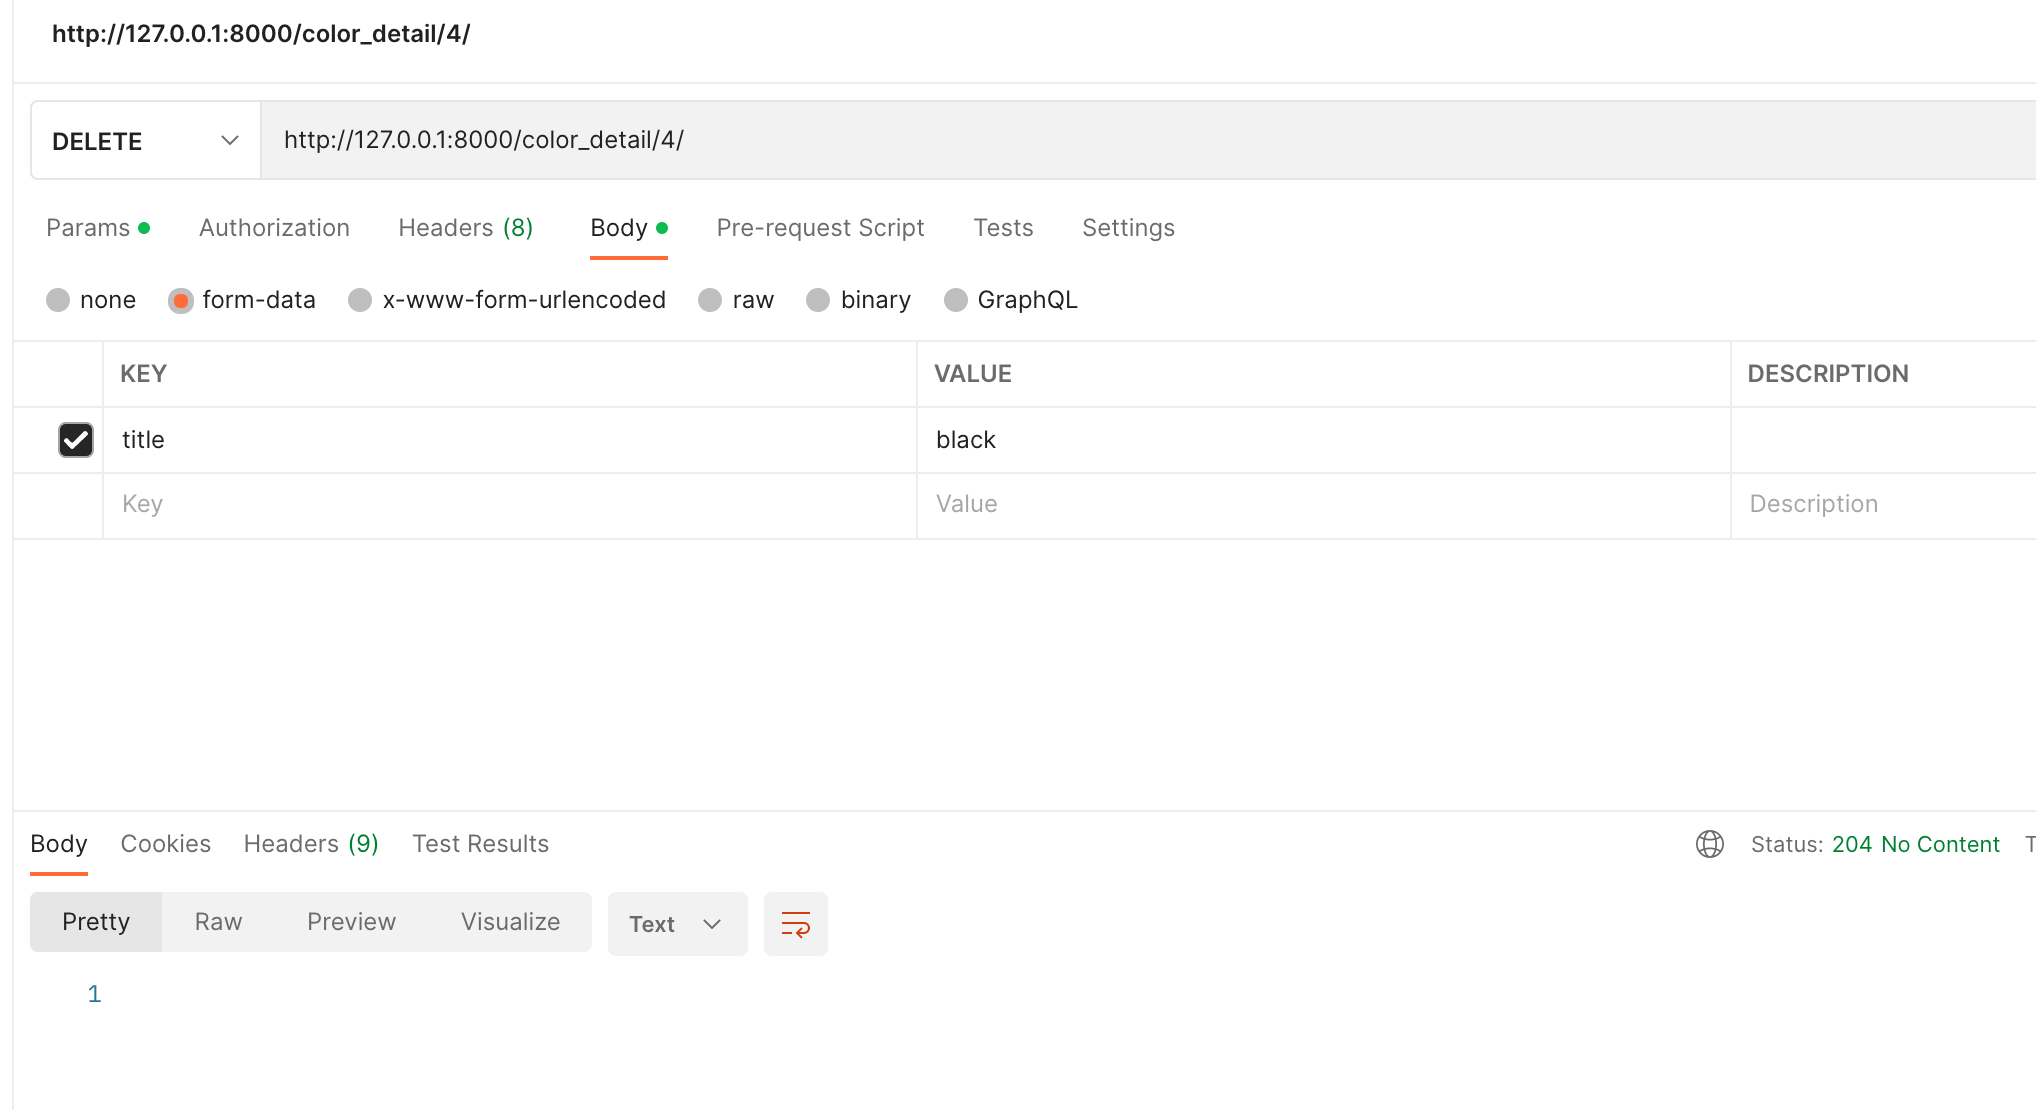 http://127.0.0.1:8000/color_detail/4/
DELETE http://127.0.0.1:8000/color_detail/4/
Params Authorization Headers (8) Body Pre-request Script Tests Settings
none form-data x-www-form-urlencoded raw binary GraphQL
KEY VALUE DESCRIPTION
title black
Key Value Description
Body Cookies Headers (9) Test Results Status: 204 No Content T
Pretty Raw Preview Visualize Text
1